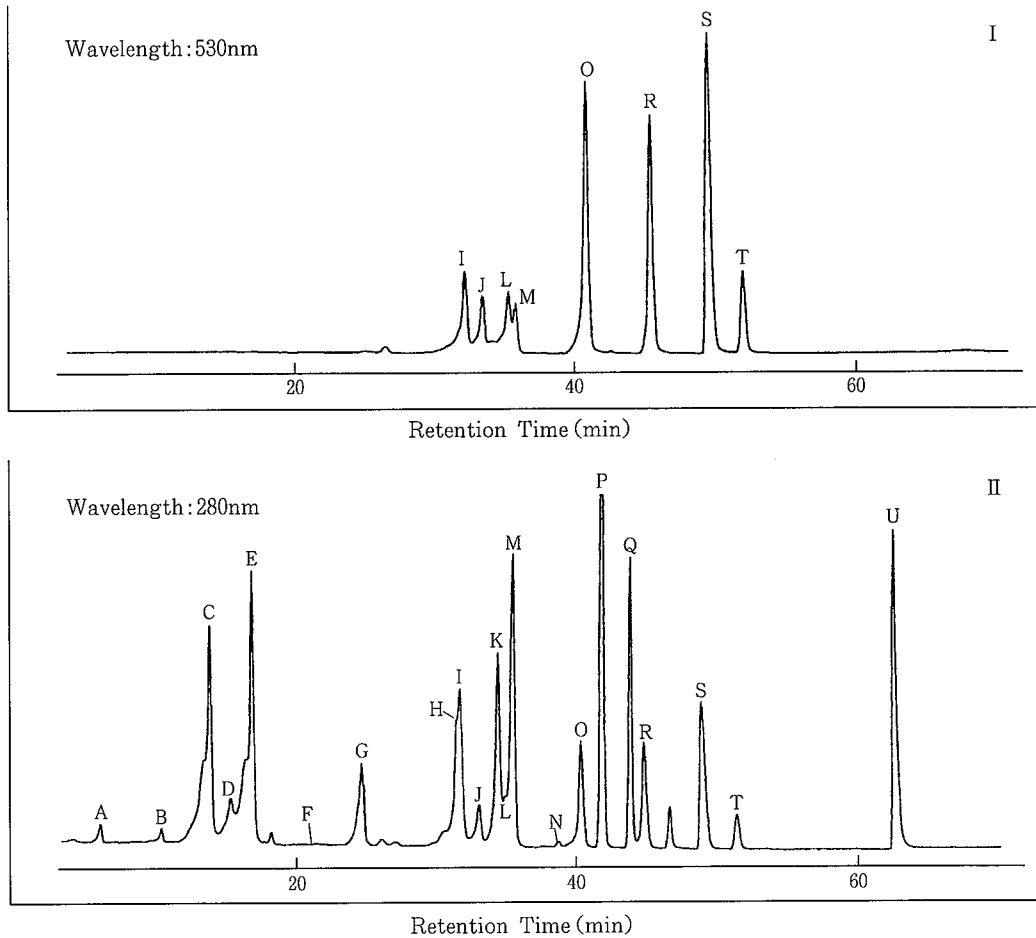 Wavelength:530nm
I
S
O
R
I
J
L
M
T
20
40
60
Retention Time (min)
Wavelength:280nm
II
P
U
M
Q
E
C
K
I
H
S
G
O
R
D
J
L
A
B
F
N
T
20
40
60
Retention Time (min)